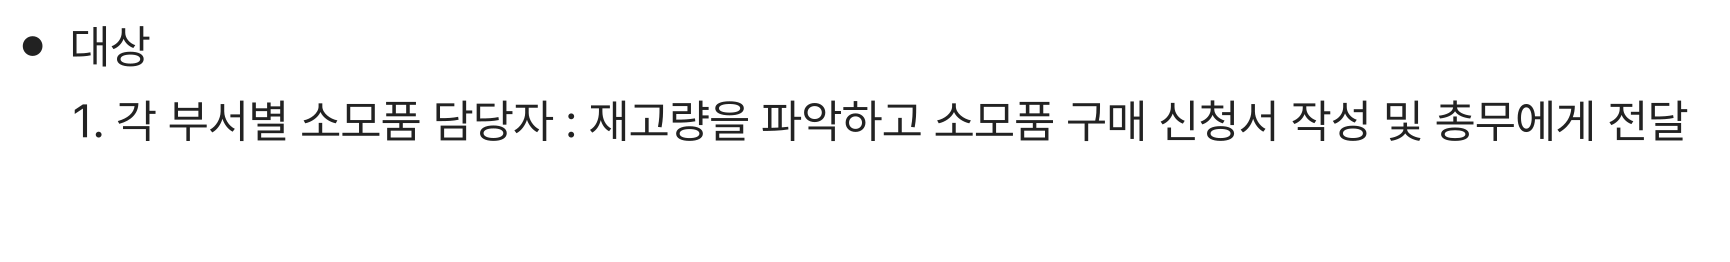 ● 대상
1. 각 부서별 소모품 담당자 : 재고량을 파악하고 소모품 구매 신청서 작성 및 총무에게 전달